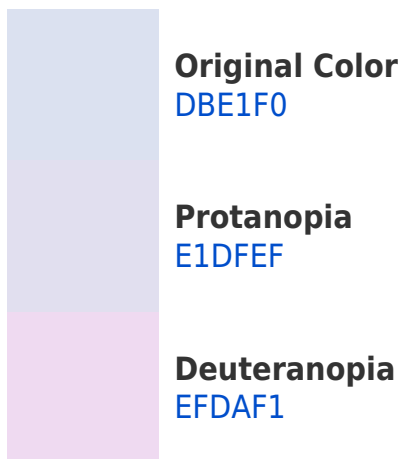 Original Color
DBE1F0
Protanopia
E1DFEF
Deuteranopia
EFDAF1